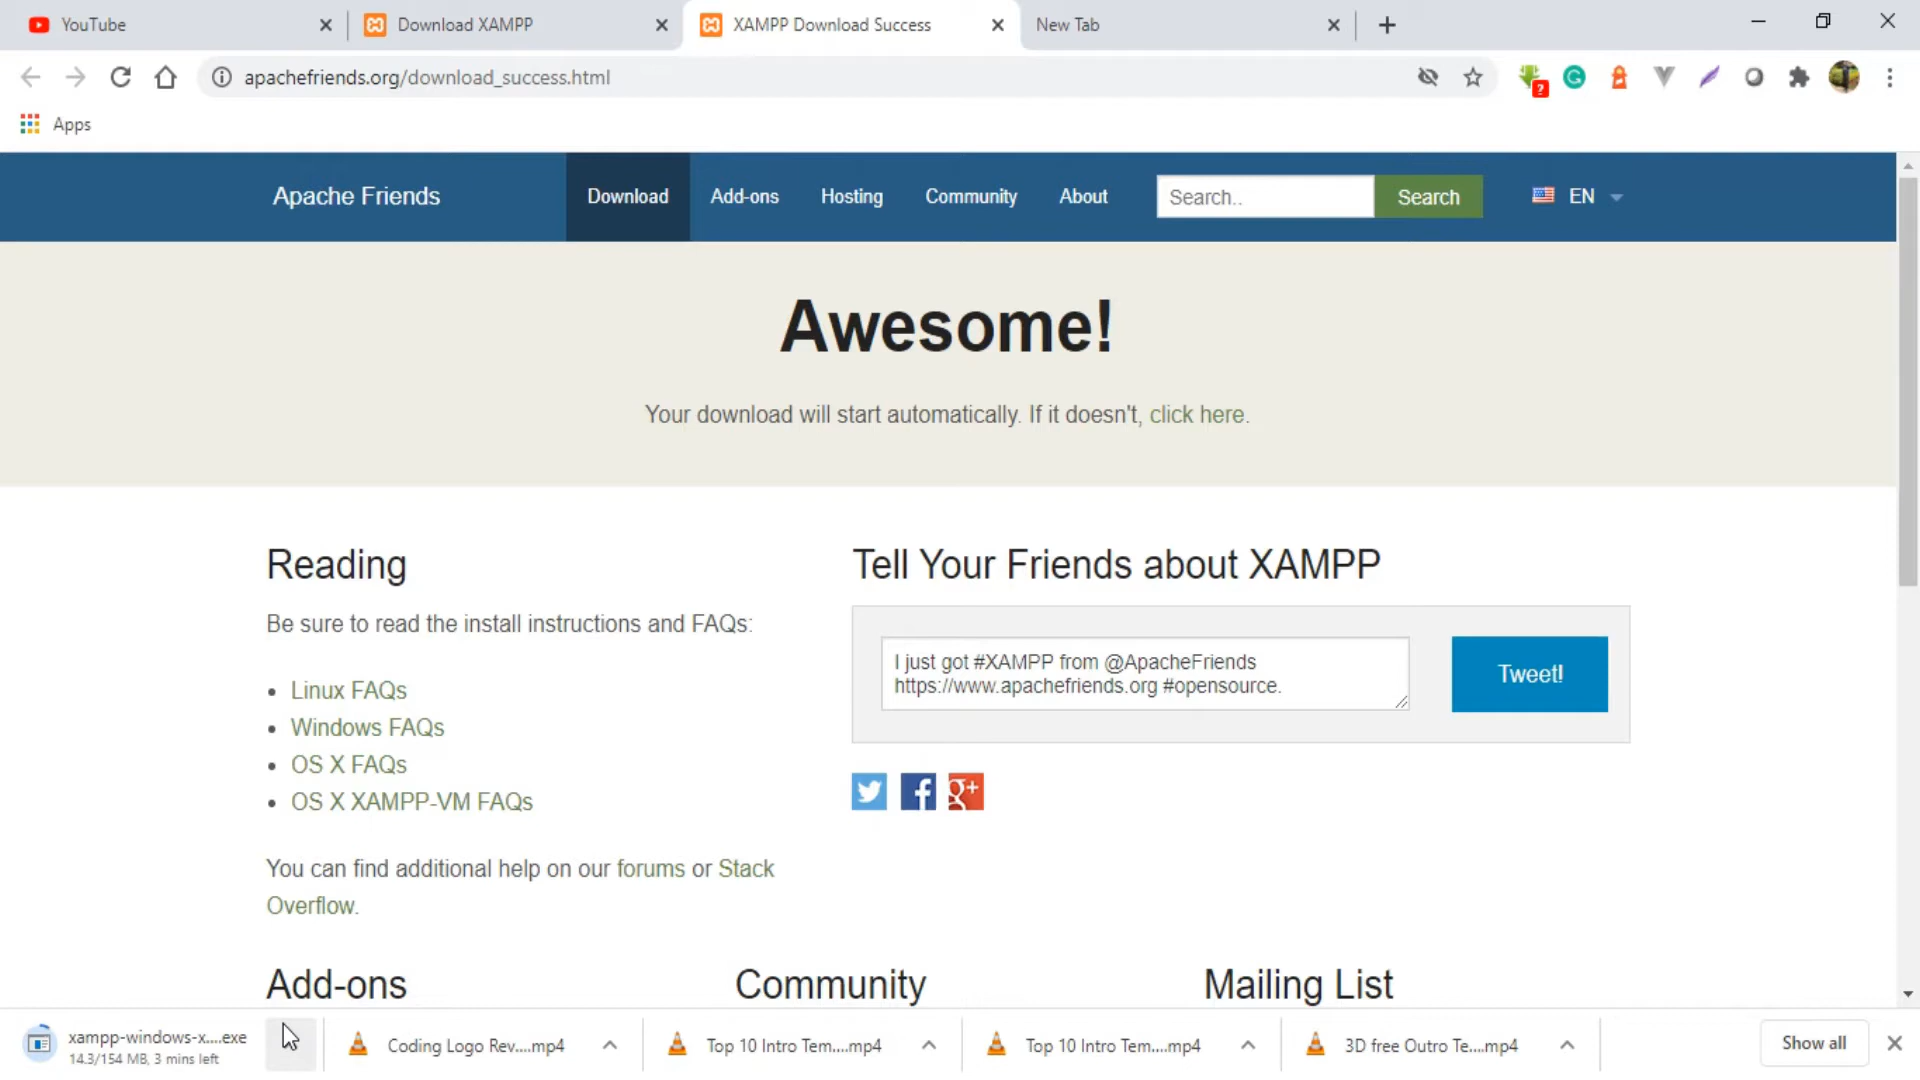 YouTube
Download XAMPP
XAMPP Download Success
New Tab
apachefriends.org/download_success.html
?
G
Apps
Apache Friends
Download
Add-ons
Hosting
Community
About
Search..
Search
EN
Awesome!
Your download will start automatically. If it doesn't, click here.
Reading
Be sure to read the install instructions and FAQs:
Linux FAQs
Windows FAQs
OS X FAQs
OS X XAMPP-VM FAQs
You can find additional help on our forums or Stack
Overflow.
Tell Your Friends about XAMPP
I just got #XAMPP from @ApacheFriends
https://www.apachefriends.org #opensource.
Tweet!
f
g+
Add-ons
Community
Mailing List
xampp-windows-x....exe
14.3/154 MB, 3 mins left
Coding Logo Rev....mp4
Top 10 Intro Tem....mp4
Top 10 Intro Tem....mp4
3D free Outro Te....mp4
Show all